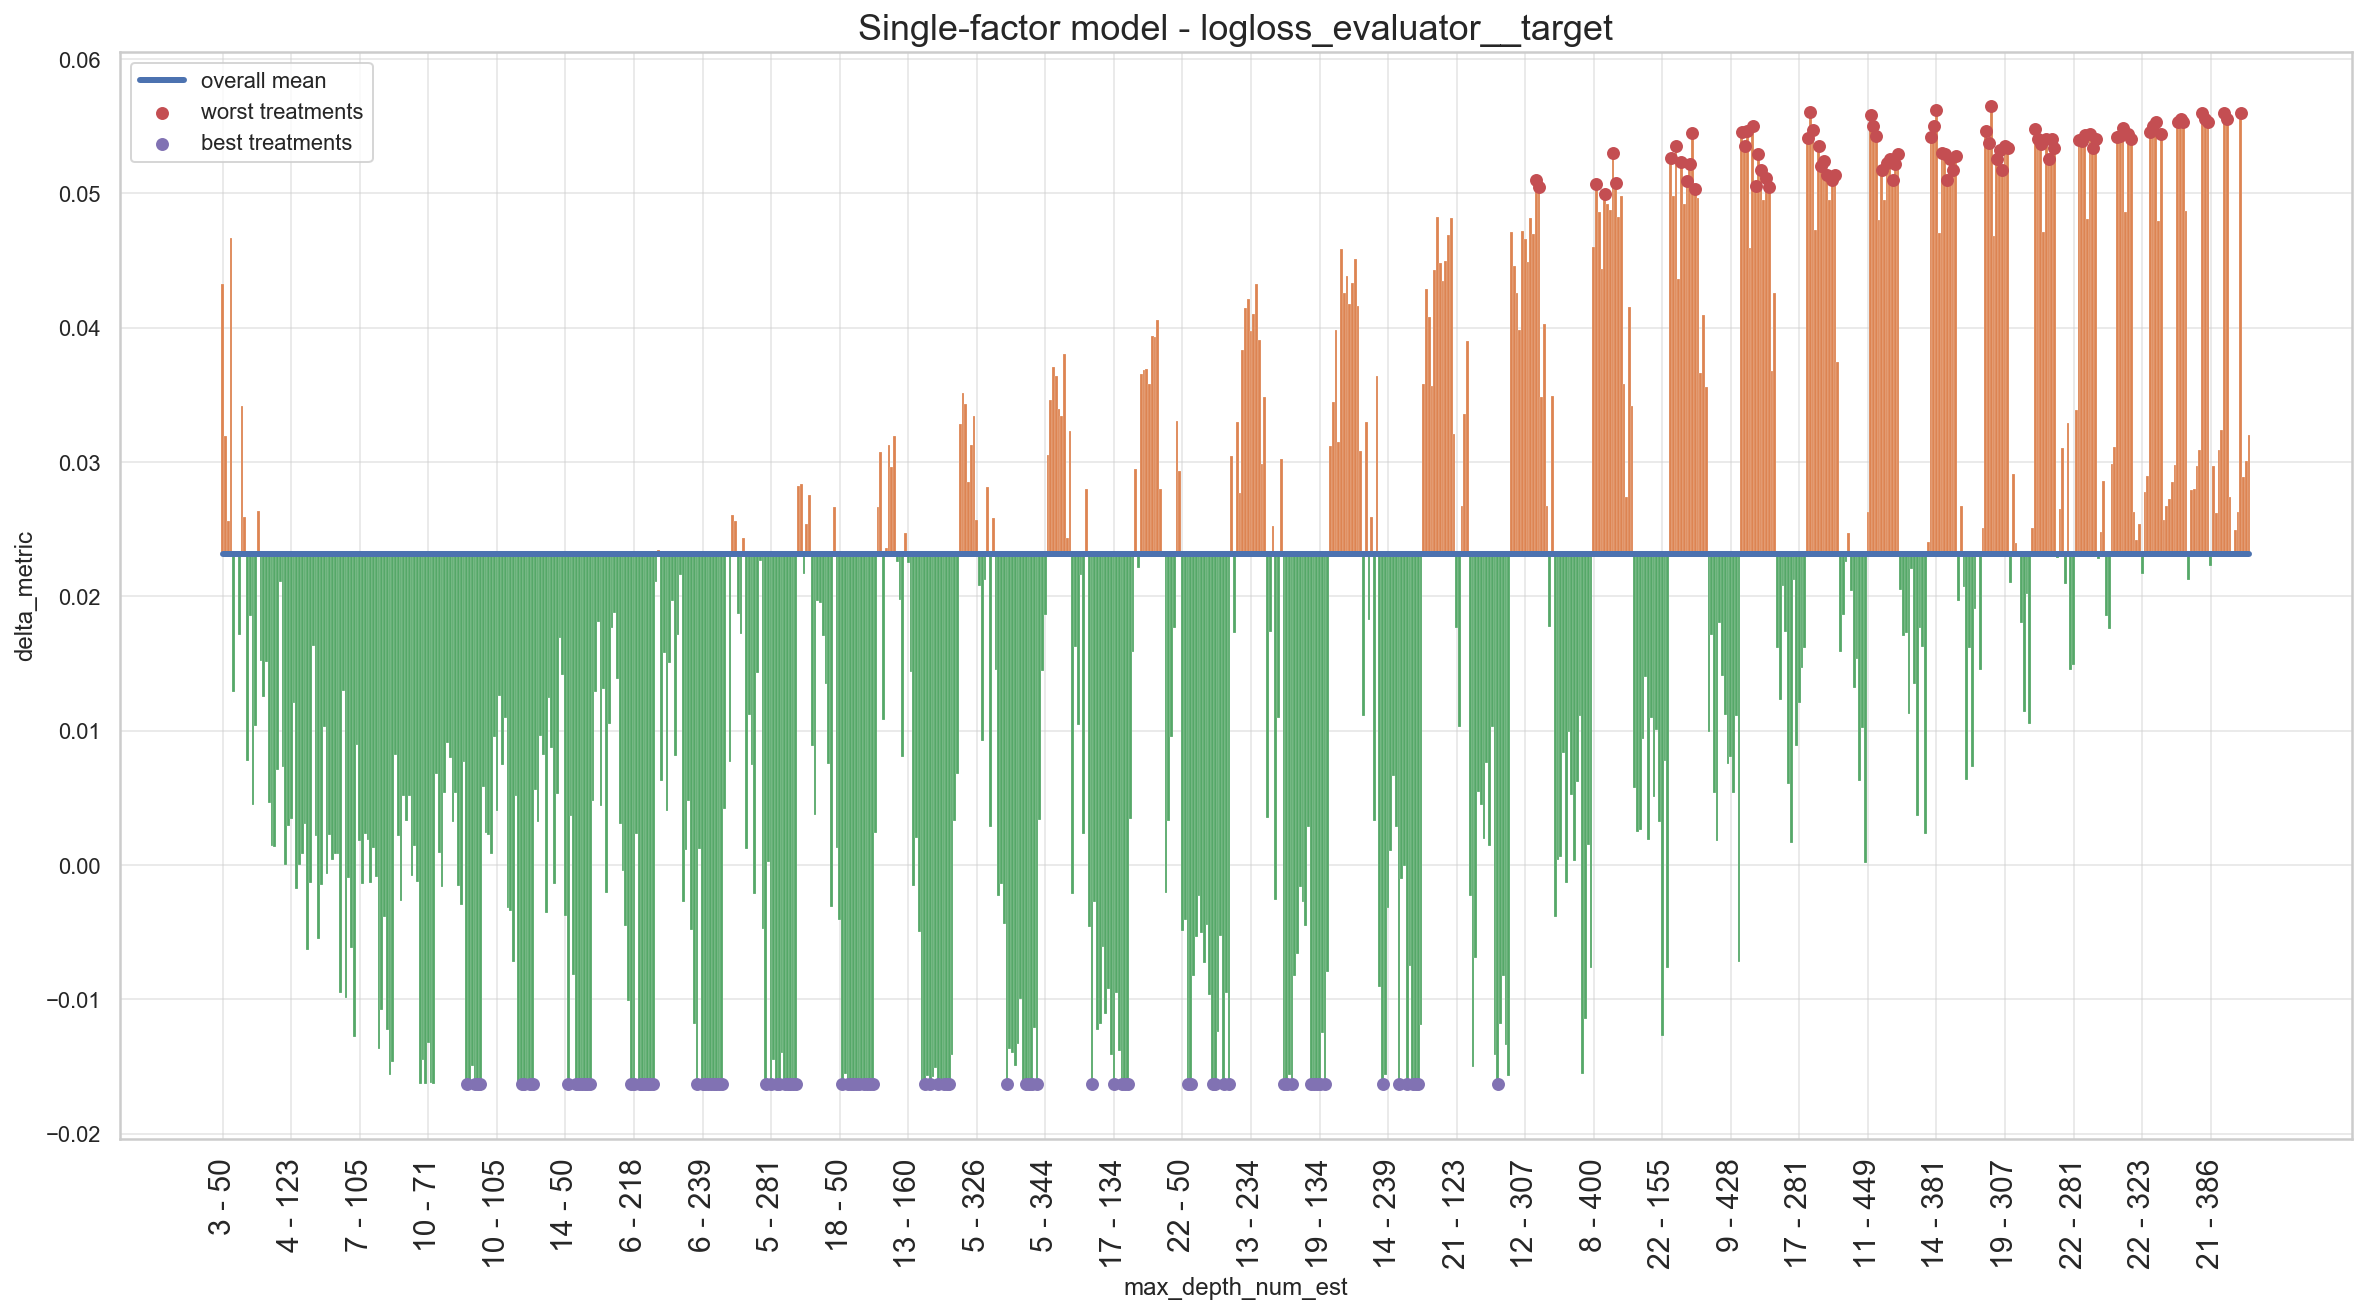 Single-factor model - logloss_evaluator__target
overall mean
worst treatments
best treatments
delta_metric
0.06
0.05
0.04
0.03
0.02
0.01
0.00
−0.01
−0.02
3 - 50
4 - 123
7 - 105
10 - 71
10 - 105
14 - 50
6 - 218
6 - 239
5 - 281
18 - 50
13 - 160
5 - 326
5 - 344
17 - 134
22 - 50
13 - 234
19 - 134
14 - 239
21 - 123
12 - 307
8 - 400
22 - 155
9 - 428
17 - 281
11 - 449
14 - 381
19 - 307
22 - 281
22 - 323
21 - 386
max_depth_num_est